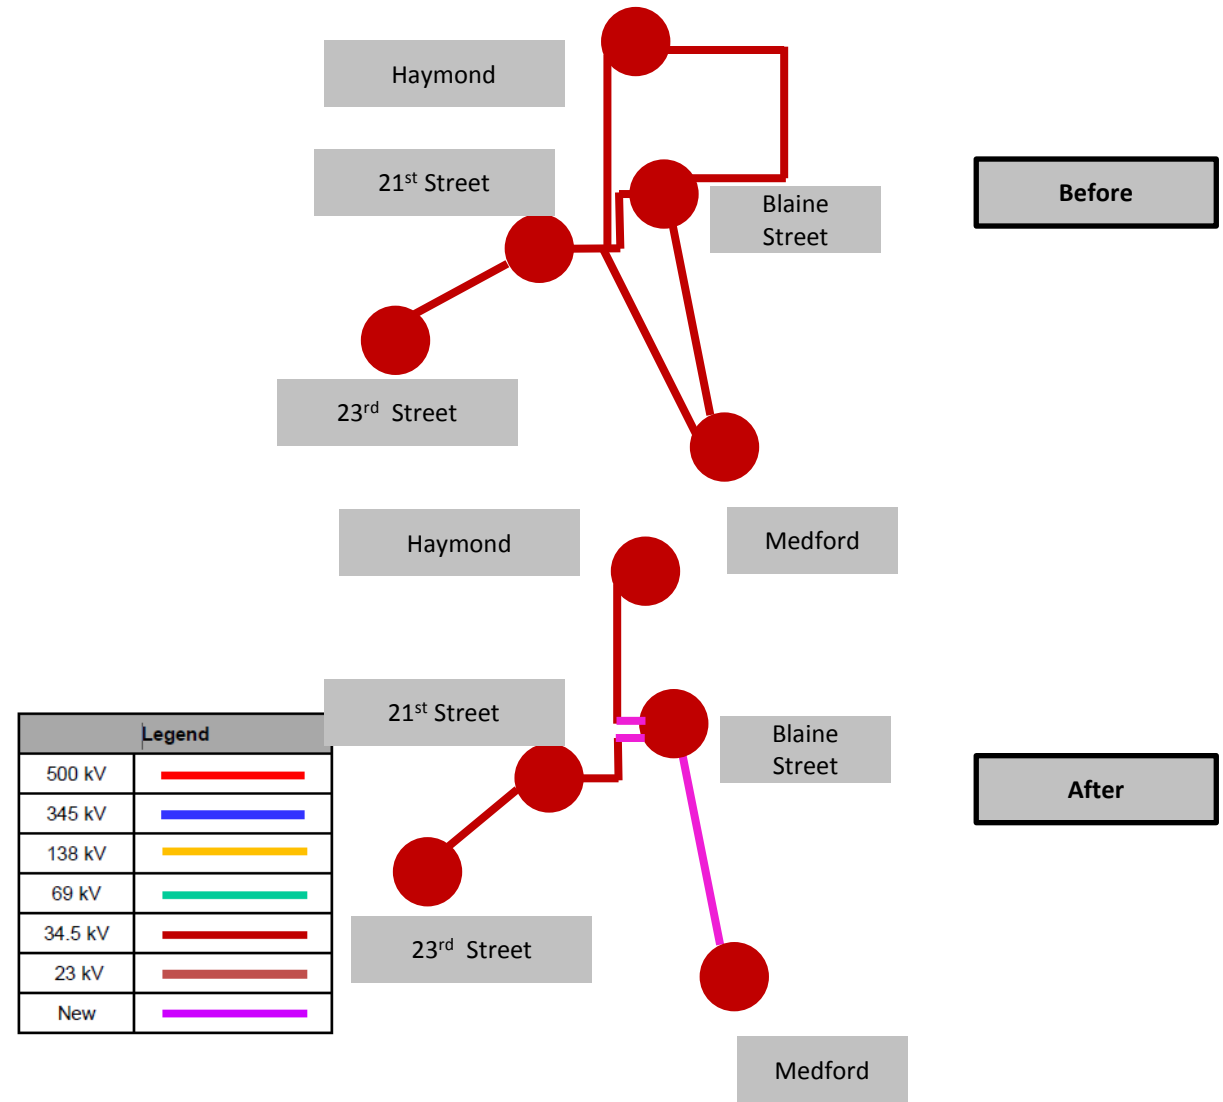 Haymond
21st Street
Blaine
Street
Before
23rd Street
Medford
Haymond
21st Street
Blaine
Street
After
23rd Street
Medford
Legend
500 kV
345 kV
138 kV
69 kV
34.5 kV
23 kV
New